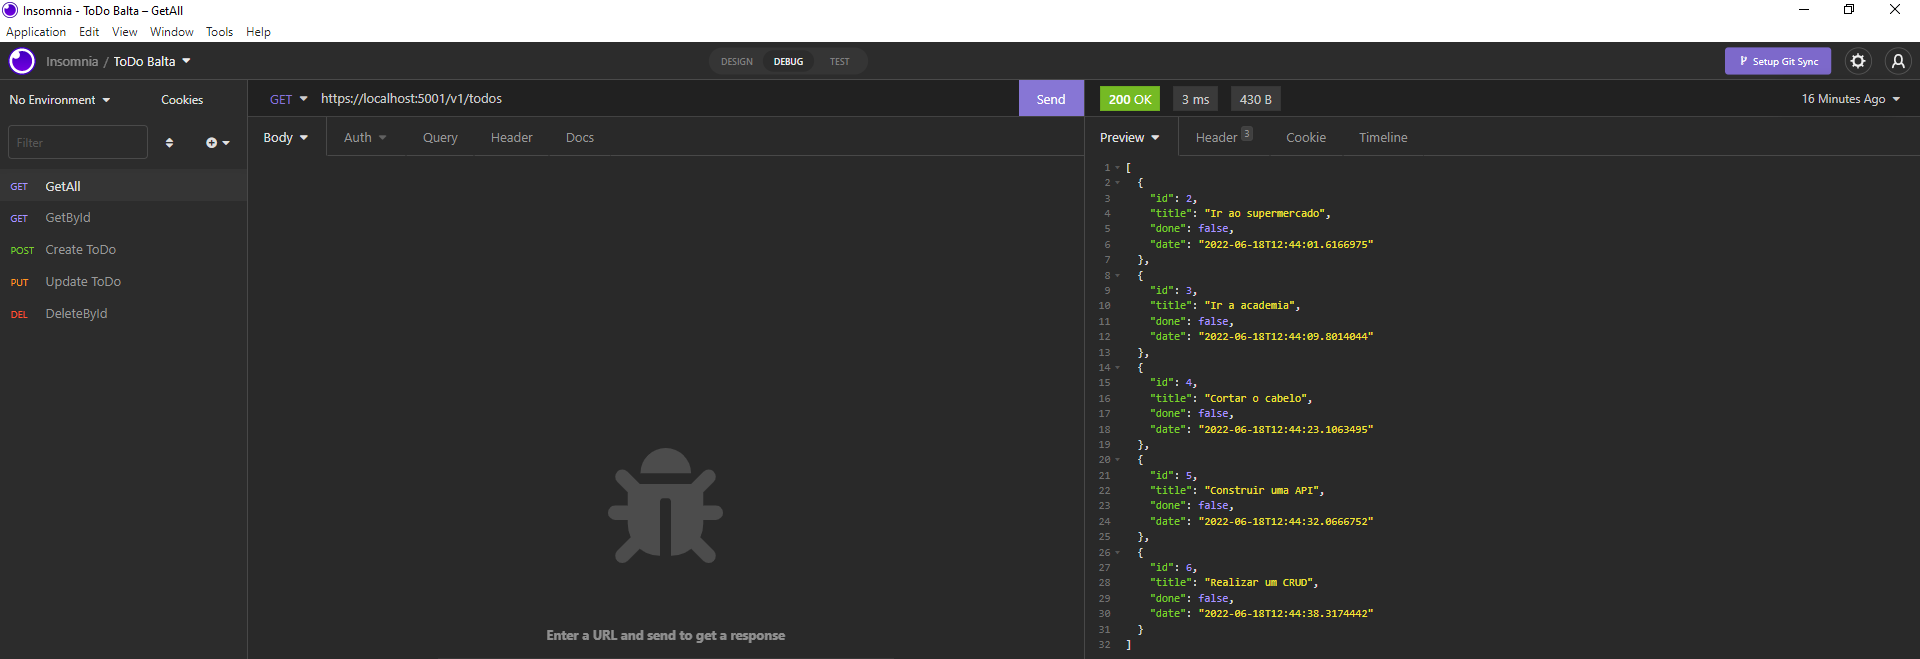 Insomnia - ToDo Balta – GetAll
Application Edit View Window Tools Help
Insomnia / ToDo Balta
DESIGN DEBUG TEST
Setup Git Sync
No Environment
Cookies
GET https://localhost:5001/v1/todos
Send
200 OK 3 ms 430 B
16 Minutes Ago
Filter
Body Auth Query Header Docs
Preview Header 3 Cookie Timeline
GET GetAll
GET GetById
POST Create ToDo
PUT Update ToDo
DEL DeleteById
Enter a URL and send to get a response
1 [
2 {
3 "id": 2,
4 "title": "Ir ao supermercado",
5 "done": false,
6 "date": "2022-06-18T12:44:01.6166975"
7 },
8 {
9 "id": 3,
10 "title": "Ir a academia",
11 "done": false,
12 "date": "2022-06-18T12:44:09.8014044"
13 },
14 {
15 "id": 4,
16 "title": "Cortar o cabelo",
17 "done": false,
18 "date": "2022-06-18T12:44:23.1063495"
19 },
20 {
21 "id": 5,
22 "title": "Construir uma API",
23 "done": false,
24 "date": "2022-06-18T12:44:32.0666752"
25 },
26 {
27 "id": 6,
28 "title": "Realizar um CRUD",
29 "done": false,
30 "date": "2022-06-18T12:44:38.3174442"
31 }
32 ]